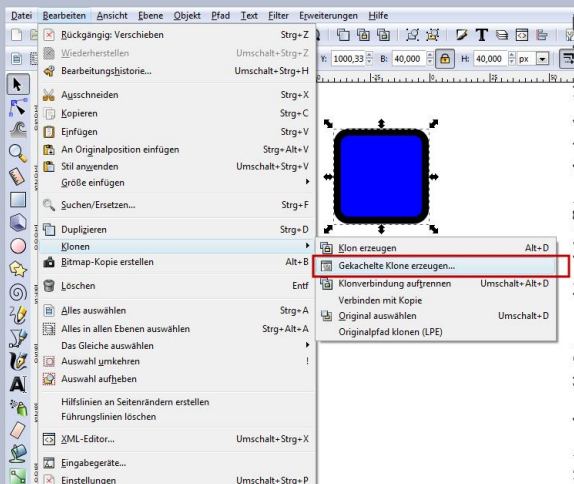 Datei Bearbeiten Ansicht Ebene Objekt Pfad Text Filter Erweiterungen Hilfe
Rückgängig: Verschieben Strg+Z
Wiederherstellen Umschalt+Strg+Z
Bearbeitungshistorie... Umschalt+Strg+H
Y: 1000,33 B: 40,000 H: 40,000 px
Ausschneiden Strg+X
Kopieren Strg+C
Einfügen Strg+V
An Originalposition einfügen Strg+Alt+V
Stil anwenden Umschalt+Strg+V
Größe einfügen
Suchen/Ersetzen... Strg+F
Duplizieren Strg+D
Klonen
Klon erzeugen Alt+D
Bitmap-Kopie erstellen Alt+B
Gekachelte Klone erzeugen...
Löschen Entf
Klonverbindung auftrennen Umschalt+Alt+D
Verbinden mit Kopie
Alles auswählen Strg+A
Original auswählen Umschalt+D
Alles in allen Ebenen auswählen Strg+Alt+A
Originalpfad klonen (LPE)
Das Gleiche auswählen
Auswahl umkehren !
Auswahl aufheben
Hilfslinien an Seitenrändern erstellen
Führungslinien löschen
XML-Editor... Umschalt+Strg+X
Eingabegeräte...
Einstellungen Umschalt+Strg+P